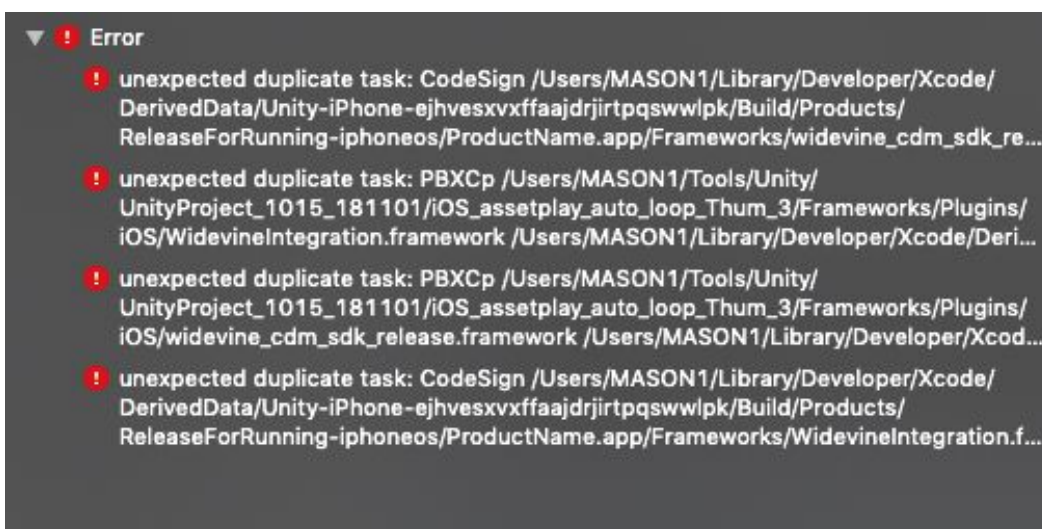 Error
unexpected duplicate task: CodeSign /Users/MASON1/Library/Developer/Xcode/
DerivedData/Unity-iPhone-ejhvesxvxffaajdrjirtpqswwlpk/Build/Products/
ReleaseForRunning-iphoneos/ProductName.app/Frameworks/widevine_cdm_sdk_re...
unexpected duplicate task: PBXCp /Users/MASON1/Tools/Unity/
UnityProject_1015_181101/iOS_assetplay_auto_loop_Thum_3/Frameworks/Plugins/
iOS/WidevineIntegration.framework /Users/MASON1/Library/Developer/Xcode/Deri...
unexpected duplicate task: PBXCp /Users/MASON1/Tools/Unity/
UnityProject_1015_181101/iOS_assetplay_auto_loop_Thum_3/Frameworks/Plugins/
iOS/widevine_cdm_sdk_release.framework /Users/MASON1/Library/Developer/Xcod...
unexpected duplicate task: CodeSign /Users/MASON1/Library/Developer/Xcode/
DerivedData/Unity-iPhone-ejhvesxvxffaajdrjirtpqswwlpk/Build/Products/
ReleaseForRunning-iphoneos/ProductName.app/Frameworks/WidevineIntegration.f...